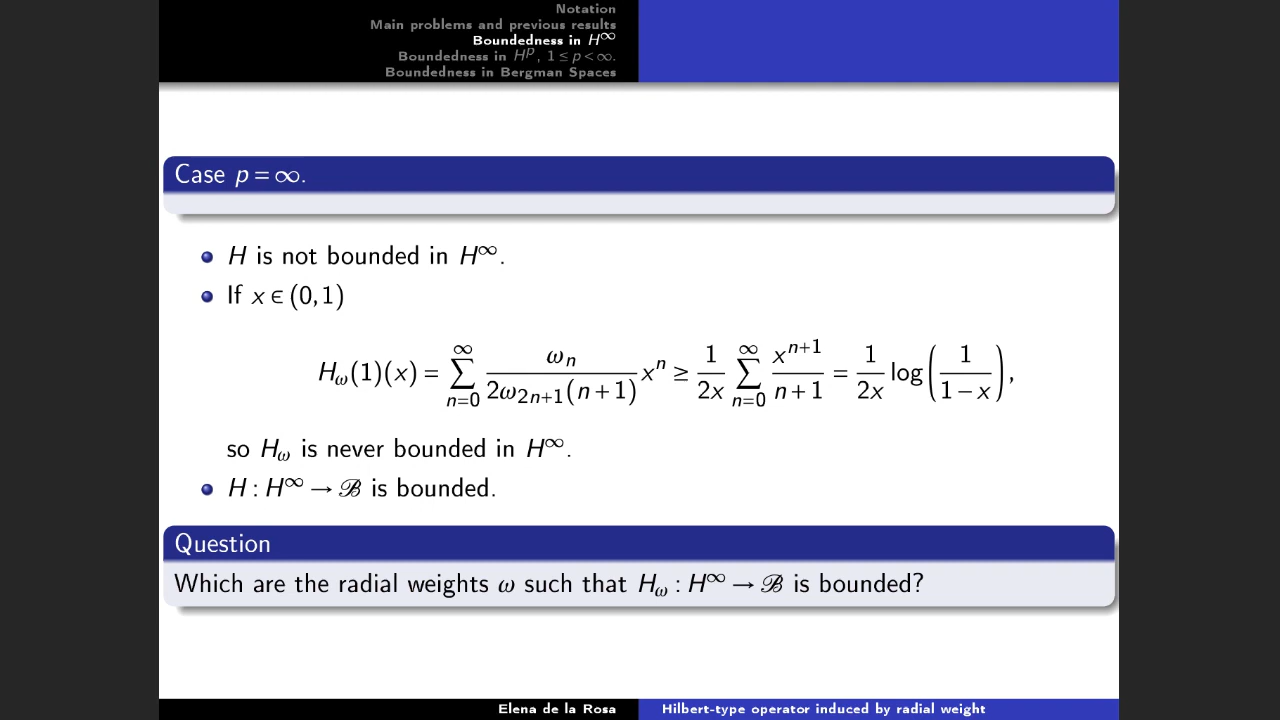 Notation
Main problems and previous results
Boundedness in H∞
Boundedness in Hᵖ, 1 ≤ p < ∞.
Boundedness in Bergman Spaces
Case p = ∞.
H is not bounded in H∞.
If x ∈ (0,1)
H_ω(1)(x) = ∑_{n=0}^{∞} ω_n / (2ω_{2n+1}(n+1)) x^n ≥ 1/(2x) ∑_{n=0}^{∞} x^{n+1}/(n+1) = 1/(2x) log(1/(1−x)),
so H_ω is never bounded in H∞.
H : H∞ → ℬ is bounded.
Question
Which are the radial weights ω such that H_ω : H∞ → ℬ is bounded?
Elena de la Rosa
Hilbert-type operator induced by radial weight